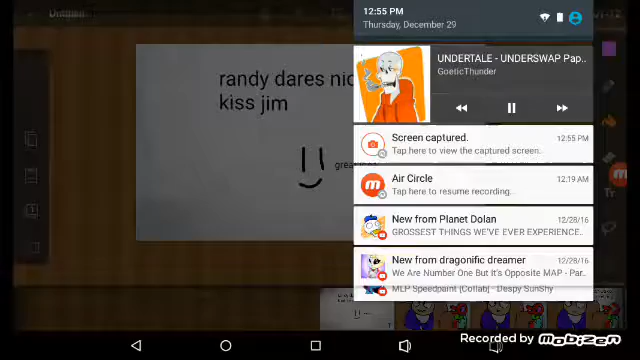 Untitled
12:55 PM
Thursday, December 29
UNDERTALE - UNDERSWAP Pap..
GoeticThunder
randy dares nic
kiss jim
Screen captured.
12:55 PM
Tap here to view the captured screen.
Air Circle
12:19 AM
Tap here to resume recording.
New from Planet Dolan
12/28/16
GROSSEST THINGS WE'VE EVER EXPERIENCE..
New from dragonific dreamer
12/28/16
We Are Number One But It's Opposite MAP - Par..
MLP Speedpaint {Collab} - Despy SunShy
Tr
Recorded by MOBIZEN